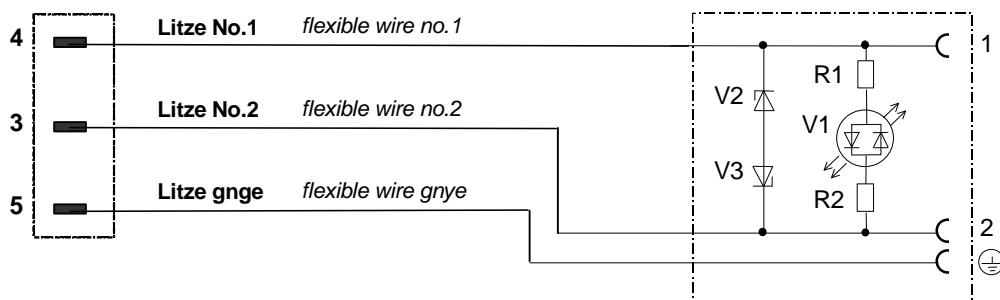 4 Litze No.1 flexible wire no.1 1
R1
V2
V1
3 Litze No.2 flexible wire no.2
V3
R2
5 Litze gnge flexible wire gnye
2